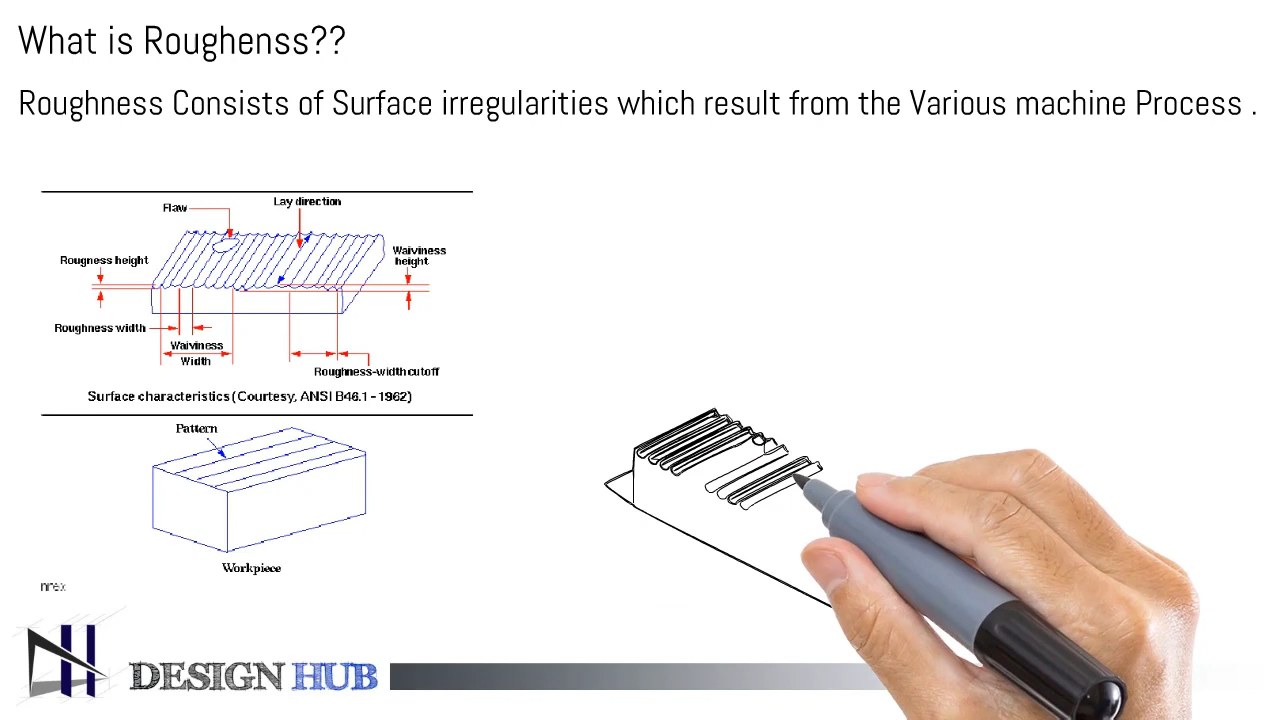 What is Roughenss??
Roughness Consists of Surface irregularities which result from the Various machine Process .
Flaw
Lay direction
Rougness height
Waiviness
height
Roughness width
Waiviness
Width
Roughness-width cutoff
Surface characteristics (Courtesy, ANSI B46.1 - 1962)
Pattern
Workpiece
DESIGN HUB